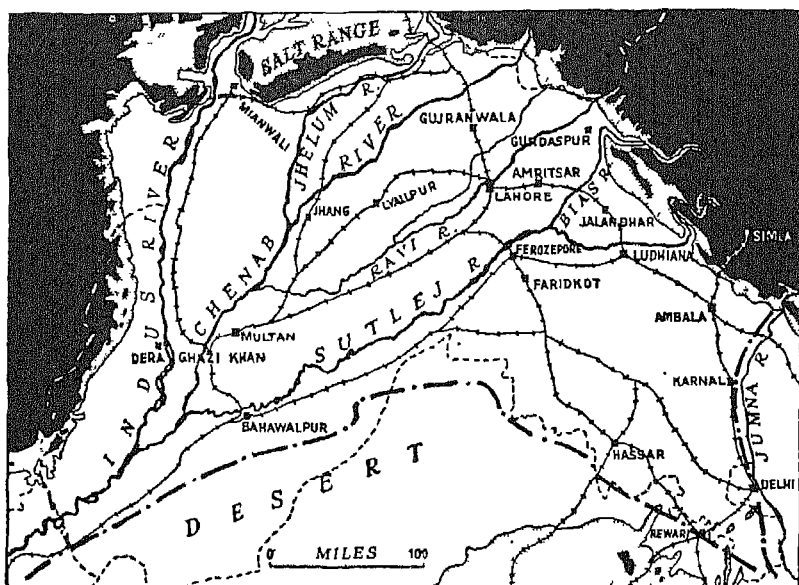 SALT RANGE
MIANWALI
JHELUM R.
RIVER
GUJRANWALA
GURDASPUR
AMRITSAR
LAHORE
BIAS R.
JHANG
LYALLPUR
JALANDHAR
SIMLA
INDUS RIVER
CHENAB
RAVI R.
FEROZEPORE
LUDHIANA
FARIDKOT
AMBALA
SUTLEJ R.
MULTAN
DERA GHAZI KHAN
KARNAL
JUMNA R
BAHAWALPUR
HASSAR
DELHI
DESERT
REWARI
0 MILES 100